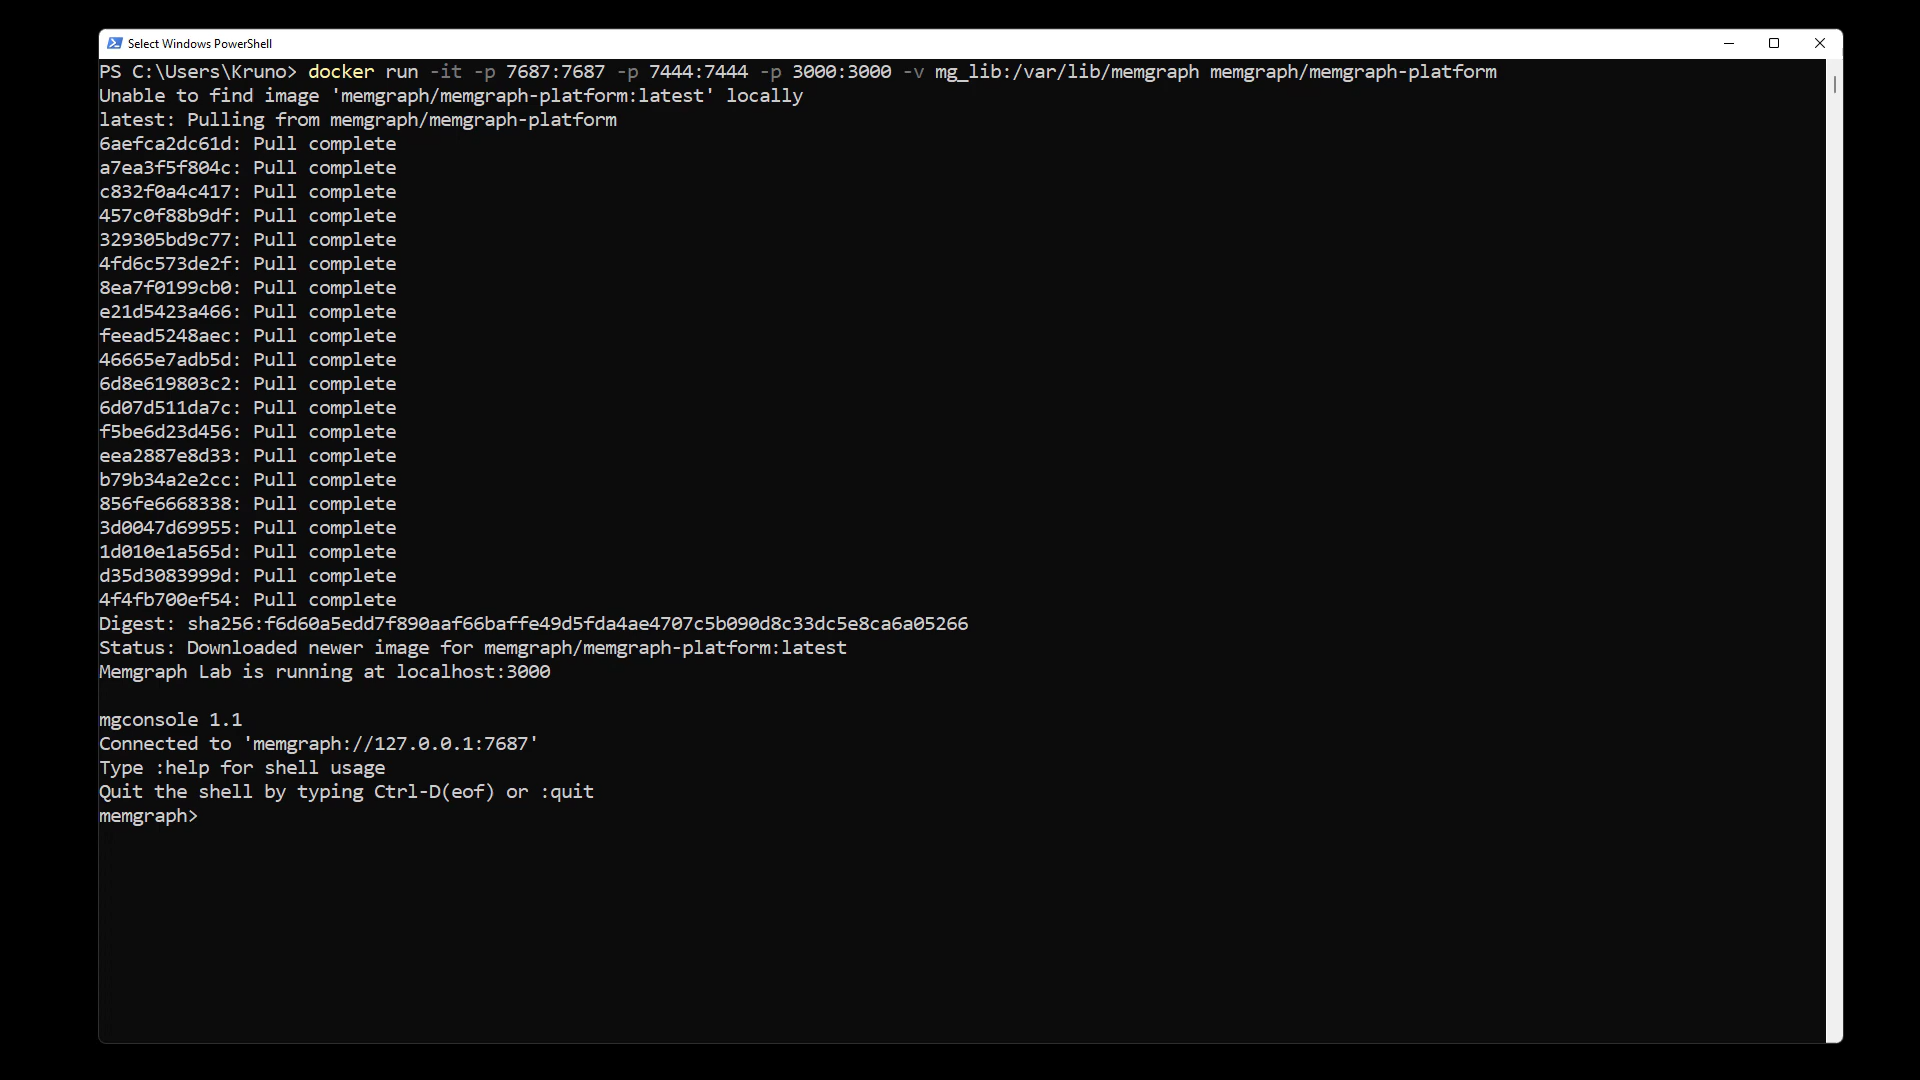 Select Windows PowerShell
PS C:\Users\Kruno> docker run -it -p 7687:7687 -p 7444:7444 -p 3000:3000 -v mg_lib:/var/lib/memgraph memgraph/memgraph-platform
Unable to find image 'memgraph/memgraph-platform:latest' locally
latest: Pulling from memgraph/memgraph-platform
6aefca2dc61d: Pull complete
a7ea3f5f804c: Pull complete
c832f0a4c417: Pull complete
457c0f88b9df: Pull complete
329305bd9c77: Pull complete
4fd6c573de2f: Pull complete
8ea7f0199cb0: Pull complete
e21d5423a466: Pull complete
feead5248aec: Pull complete
46665e7adb5d: Pull complete
6d8e619803c2: Pull complete
6d07d511da7c: Pull complete
f5be6d23d456: Pull complete
eea2887e8d33: Pull complete
b79b34a2e2cc: Pull complete
856fe6668338: Pull complete
3d0047d69955: Pull complete
1d010e1a565d: Pull complete
d35d3083999d: Pull complete
4f4fb700ef54: Pull complete
Digest: sha256:f6d60a5edd7f890aaf66baffe49d5fda4ae4707c5b090d8c33dc5e8ca6a05266
Status: Downloaded newer image for memgraph/memgraph-platform:latest
Memgraph Lab is running at localhost:3000
mgconsole 1.1
Connected to 'memgraph://127.0.0.1:7687'
Type :help for shell usage
Quit the shell by typing Ctrl-D(eof) or :quit
memgraph>